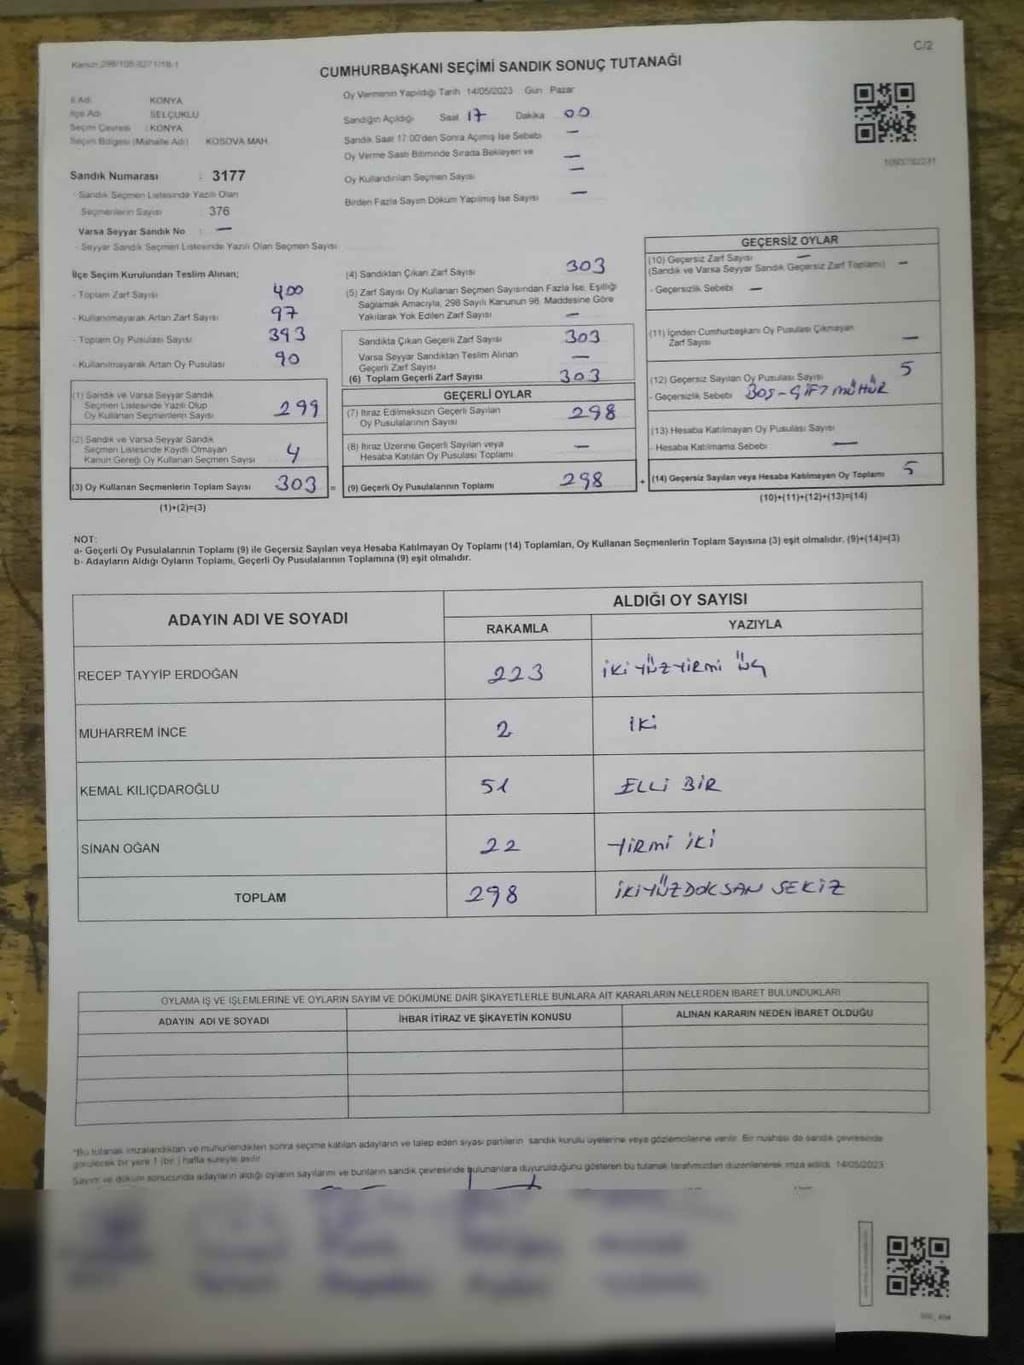 C/2
CUMHURBAŞKANI SEÇİMİ SANDIK SONUÇ TUTANAĞI
İl Adı KONYA
İlçe Adı SELÇUKLU
Seçim Çevresi : KONYA
Seçim Bölgesi (Mahalle Adı) KOSOVA MAH.
Sandık Numarası : 3177
- Sandık Seçmen Listesinde Yazılı Olan
Seçmenlerin Sayısı 376
Varsa Seyyar Sandık No : —
- Seyyar Sandık Seçmen Listesinde Yazılı Olan Seçmen Sayısı
Oy Vermenin Yapıldığı Tarih 14/05/2023 Gün Pazar
Sandığın Açıldığı Saat 17 Dakika 00
Sandık Saat 17:00'den Sonra Açılmış İse Sebebi —
Oy Verme Saati Bitiminde Sırada Bekleyen ve —
Oy Kullandırılan Seçmen Sayısı —
Birden Fazla Sayım Döküm Yapılmış İse Sayısı —
İlçe Seçim Kurulundan Teslim Alınan;
- Toplam Zarf Sayısı 400
- Kullanılmayarak Artan Zarf Sayısı 97
- Toplam Oy Pusulası Sayısı 393
- Kullanılmayarak Artan Oy Pusulası 90
(1) Sandık ve Varsa Seyyar Sandık
Seçmen Listesinde Yazılı Olup
Oy Kullanan Seçmenlerin Sayısı 299
(2) Sandık ve Varsa Seyyar Sandık
Seçmen Listesinde Kayıtlı Olmayan
Kanun Gereği Oy Kullanan Seçmen Sayısı 4
(3) Oy Kullanan Seçmenlerin Toplam Sayısı 303 =
(1)+(2)=(3)
(4) Sandıktan Çıkan Zarf Sayısı 303
(5) Zarf Sayısı Oy Kullanan Seçmen Sayısından Fazla İse, Eşitliği
Sağlamak Amacıyla, 298 Sayılı Kanunun 98. Maddesine Göre
Yakılarak Yok Edilen Zarf Sayısı —
Sandıkta Çıkan Geçerli Zarf Sayısı 303
Varsa Seyyar Sandıktan Teslim Alınan
Geçerli Zarf Sayısı —
(6) Toplam Geçerli Zarf Sayısı 303
GEÇERLİ OYLAR
(7) İtiraz Edilmeksizin Geçerli Sayılan
Oy Pusulalarının Sayısı 298
(8) İtiraz Üzerine Geçerli Sayılan veya
Hesaba Katılan Oy Pusulası Toplamı —
(9) Geçerli Oy Pusulalarının Toplamı 298 +
GEÇERSİZ OYLAR
(10) Geçersiz Zarf Sayısı —
(Sandık ve Varsa Seyyar Sandık Geçersiz Zarf Toplamı) —
- Geçersizlik Sebebi —
(11) İçinden Cumhurbaşkanı Oy Pusulası Çıkmayan
Zarf Sayısı —
(12) Geçersiz Sayılan Oy Pusulası Sayısı 5
- Geçersizlik Sebebi BOŞ-ÇİFT MÜHÜR
(13) Hesaba Katılmayan Oy Pusulası Sayısı
Hesaba Katılmama Sebebi —
(14) Geçersiz Sayılan veya Hesaba Katılmayan Oy Toplamı 5
(10)+(11)+(12)+(13)=(14)
NOT:
a- Geçerli Oy Pusulalarının Toplamı (9) ile Geçersiz Sayılan veya Hesaba Katılmayan Oy Toplamı (14) Toplamları, Oy Kullanan Seçmenlerin Toplam Sayısına (3) eşit olmalıdır. (9)+(14)=(3)
b- Adayların Aldığı Oyların Toplamı, Geçerli Oy Pusulalarının Toplamına (9) eşit olmalıdır.
ADAYIN ADI VE SOYADI
ALDIĞI OY SAYISI
RAKAMLA YAZIYLA
RECEP TAYYİP ERDOĞAN 223 İKİYÜZYİRMİ ÜÇ
MUHARREM İNCE 2 İKİ
KEMAL KILIÇDAROĞLU 51 ELLİ BİR
SİNAN OĞAN 22 YİRMİ İKİ
TOPLAM 298 İKİYÜZDOKSAN SEKİZ
OYLAMA İŞ VE İŞLEMLERİNE VE OYLARIN SAYIM VE DÖKÜMÜNE DAİR ŞİKAYETLERLE BUNLARA AİT KARARLARIN NELERDEN İBARET BULUNDUKLARI
ADAYIN ADI VE SOYADI İHBAR İTİRAZ VE ŞİKAYETİN KONUSU ALINAN KARARIN NEDEN İBARET OLDUĞU
*Bu tutanak imzalandıktan ve mühürlendikten sonra seçime katılan adayların ve talep eden siyasi partilerin sandık kurulu üyelerine veya gözlemcilerine verilir. Bir nüshası da sandık çevresinde
görülecek bir yere 1 (bir ) hafta süreyle asılır.
Sayım ve döküm sonucunda adayların aldığı oyların sayılarını ve bunların sandık çevresinde bulunanlara duyurulduğunu gösteren bu tutanak tarafımızdan düzenlenerek imza edildi. 14/05/2023